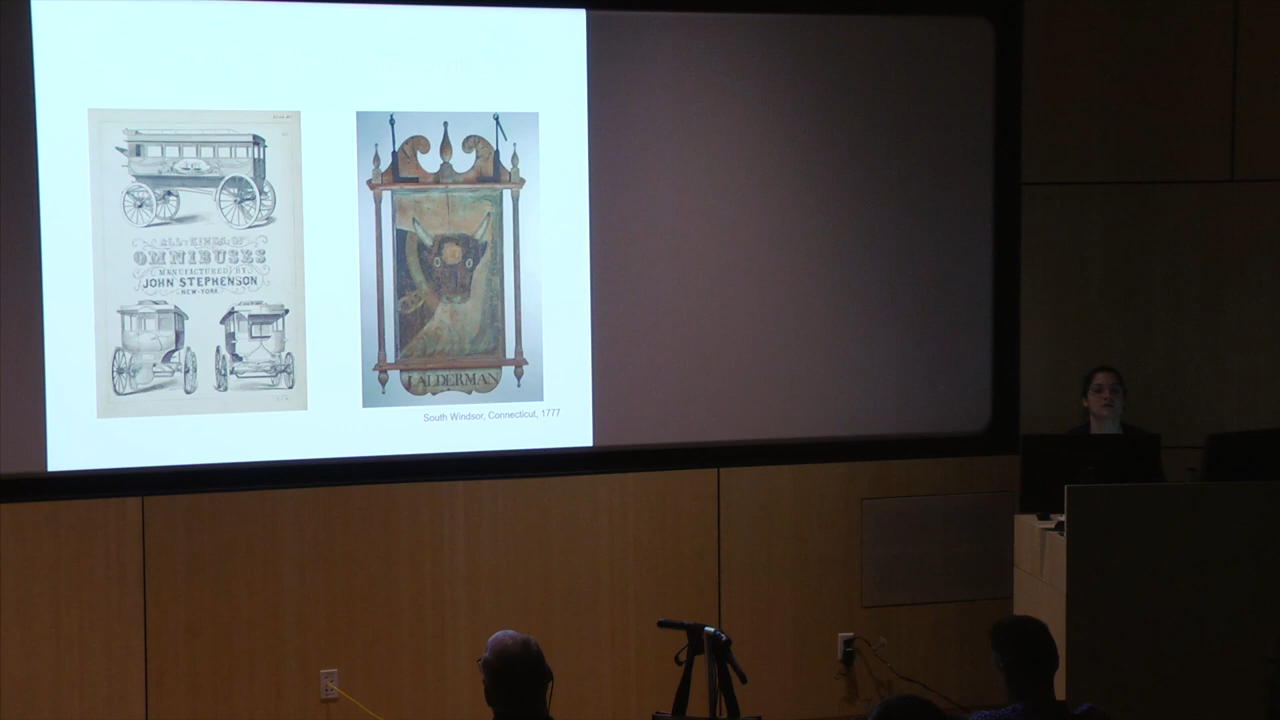 ALL KINDS OF
OMNIBUSES
MANUFACTURED BY
JOHN STEPHENSON
NEW-YORK
ALDERMAN
South Windsor, Connecticut, 1777